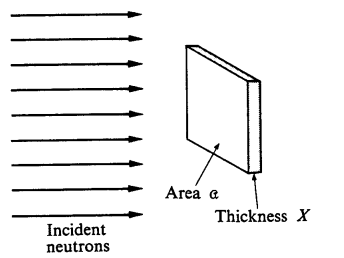 Area α
Thickness X
Incident
neutrons